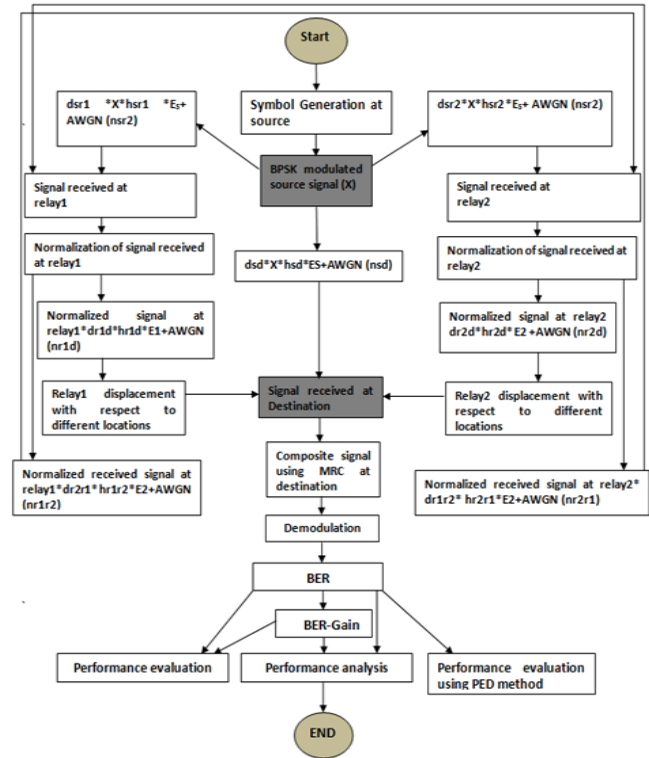 Start
dsr1 *X*hsr1 *Es+
AWGN (nsr2)
Symbol Generation at
source
dsr2*X*hsr2*Es+ AWGN (nsr2)
BPSK modulated
source signal (X)
Signal received at
relay1
Signal received at
relay2
Normalization of signal received
at relay1
dsd*X*hsd*ES+AWGN (nsd)
Normalization of signal received at
relay2
Normalized signal at
relay1*dr1d*hr1d*E1+AWGN
(nr1d)
Normalized signal at relay2
dr2d*hr2d*E2 +AWGN (nr2d)
Relay1 displacement
with respect to
different locations
Signal received at
Destination
Relay2 displacement with
respect to different
locations
Normalized received signal at
relay1*dr2r1*hr1r2*E2+AWGN
(nr1r2)
Composite signal
using MRC at
destination
Normalized received signal at relay2*
dr1r2* hr2r1*E2+AWGN (nr2r1)
Demodulation
BER
BER-Gain
Performance evaluation
Performance analysis
Performance evaluation
using PED method
END